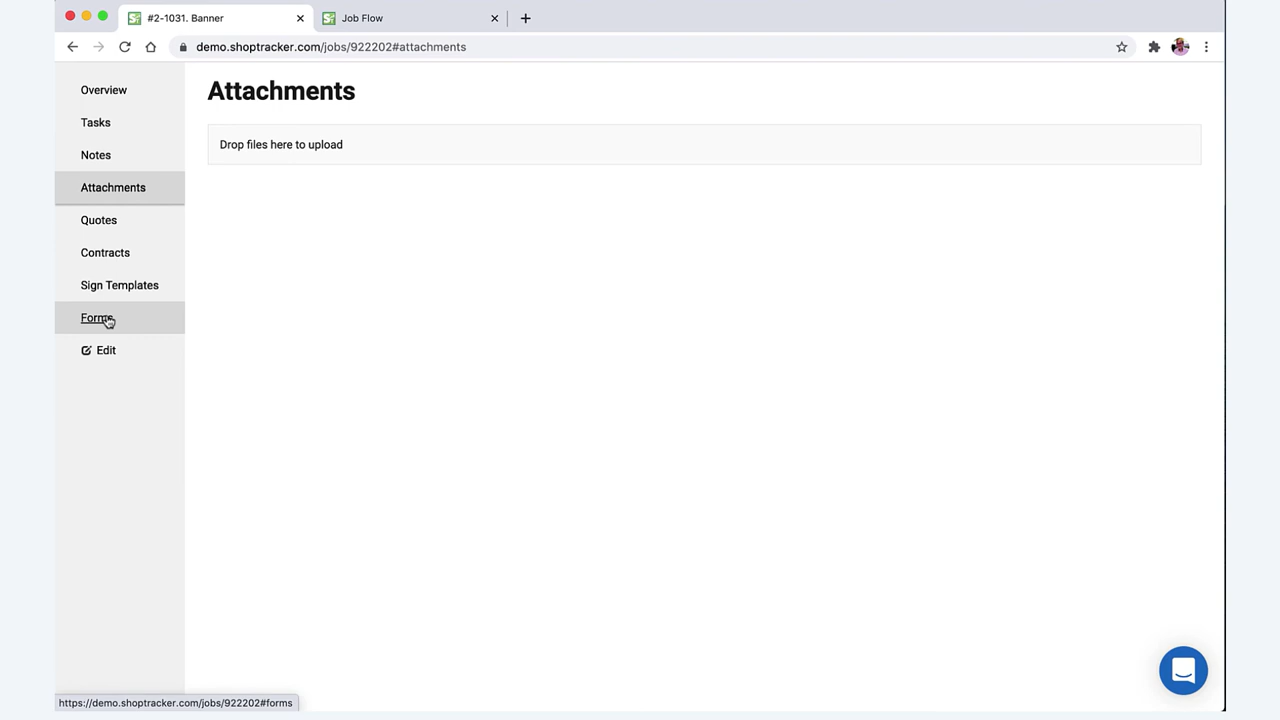 #2-1031. Banner
Job Flow
demo.shoptracker.com/jobs/922202#attachments
Overview
Tasks
Notes
Attachments
Quotes
Contracts
Sign Templates
Forms
Edit
Attachments
Drop files here to upload
https://demo.shoptracker.com/jobs/922202#forms